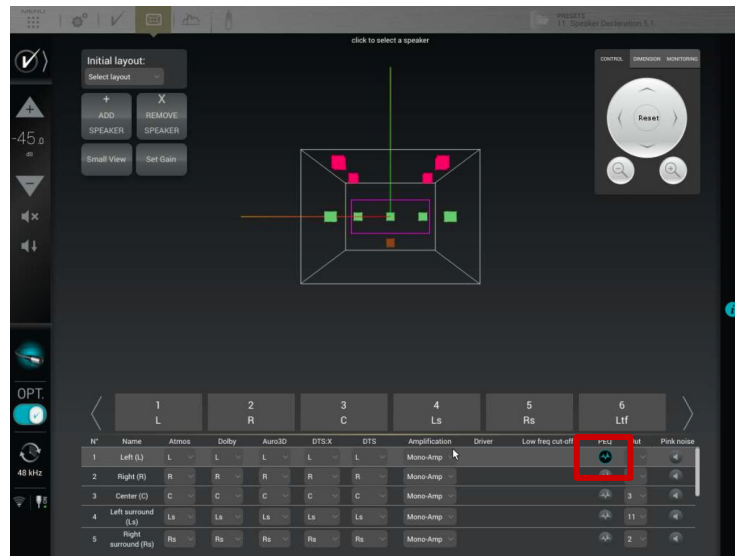 MENU
PRESETS
11. Speaker Declaration 5.1.
click to select a speaker
Initial layout:
Select layout
+ X
ADD SPEAKER
REMOVE SPEAKER
Small View
Set Gain
CONTROL DIMENSION MONITORING
Reset
-45.0
dB
OPT.
48 kHz
1 2 3 4 5 6
L R C Ls Rs Ltf
N° Name Atmos Dolby Auro3D DTS:X DTS Amplification Driver Low freq cut-off PEQ Out Pink noise
1 Left (L) L L L L L Mono-Amp
2 Right (R) R R R R R Mono-Amp
3 Center (C) C C C C C Mono-Amp 3
4 Left surround (Ls) Ls Ls Ls Ls Ls Mono-Amp 11
5 Right surround (Rs) Rs Rs Rs Rs Rs Mono-Amp 2